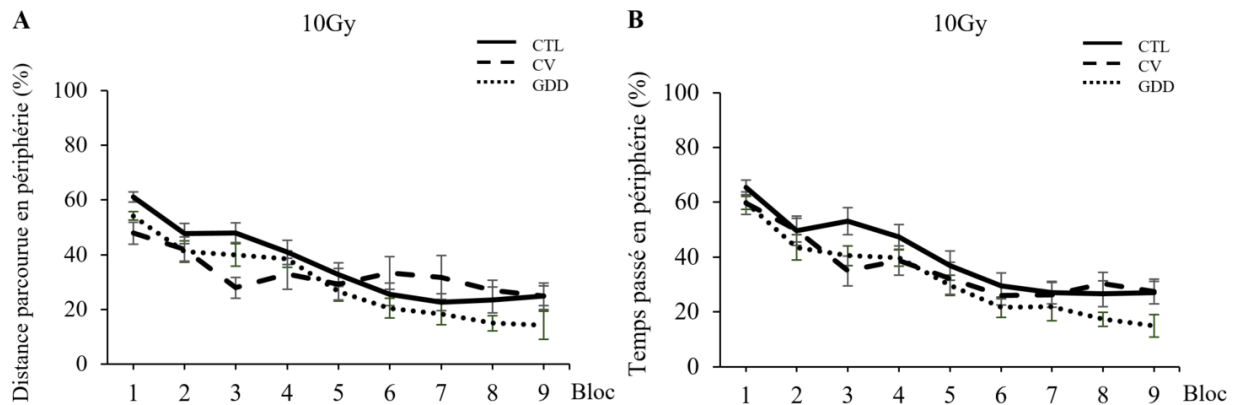 A
10Gy
CTL
CV
GDD
Distance parcourue en périphérie (%)
100
80
60
40
20
0
1 2 3 4 5 6 7 8 9 Bloc
B
10Gy
CTL
CV
GDD
Temps passé en périphérie (%)
100
80
60
40
20
0
1 2 3 4 5 6 7 8 9 Bloc